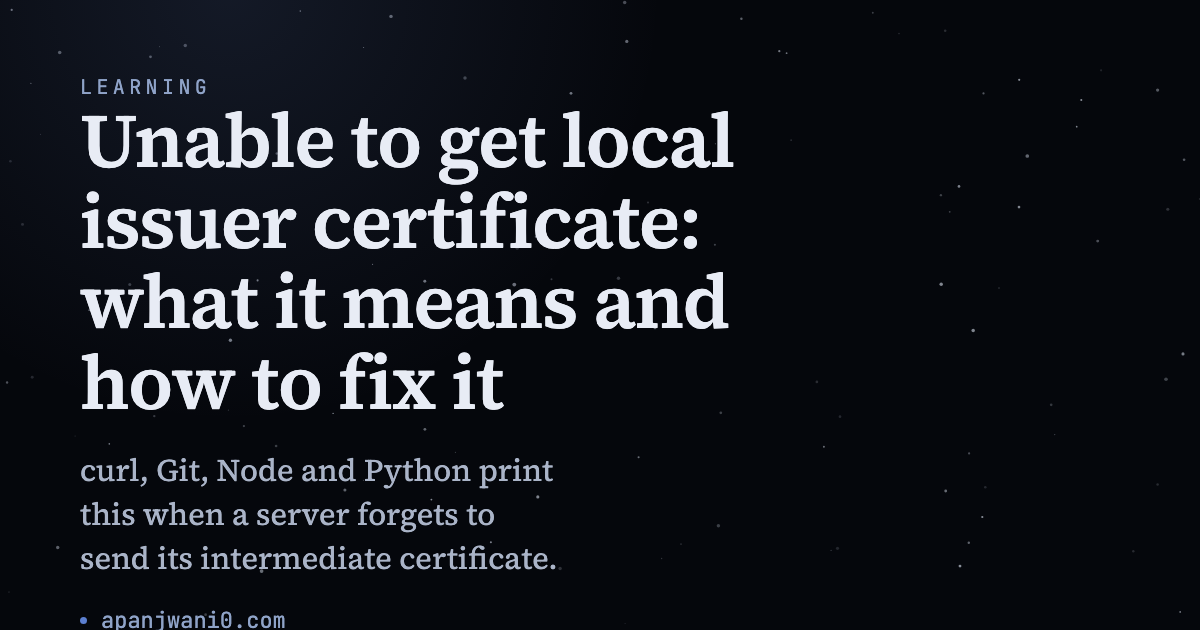 LEARNING
Unable to get local
issuer certificate:
what it means and
how to fix it
curl, Git, Node and Python print
this when a server forgets to
send its intermediate certificate.
• apanjwani0.com